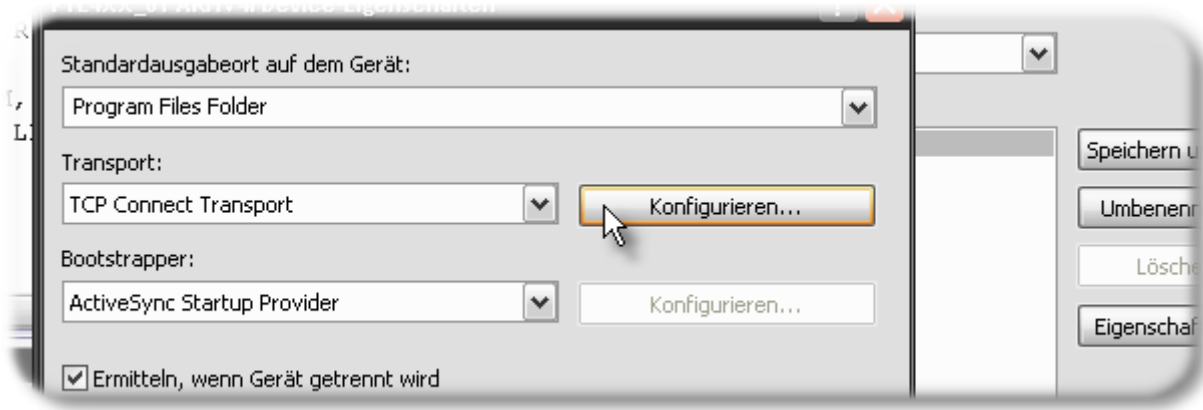 Standardausgabeort auf dem Gerät:
Program Files Folder
Transport:
TCP Connect Transport
Konfigurieren...
Bootstrapper:
ActiveSync Startup Provider
Konfigurieren...
Ermitteln, wenn Gerät getrennt wird
Speichern u
Umbenenn
Lösche
Eigenschaf